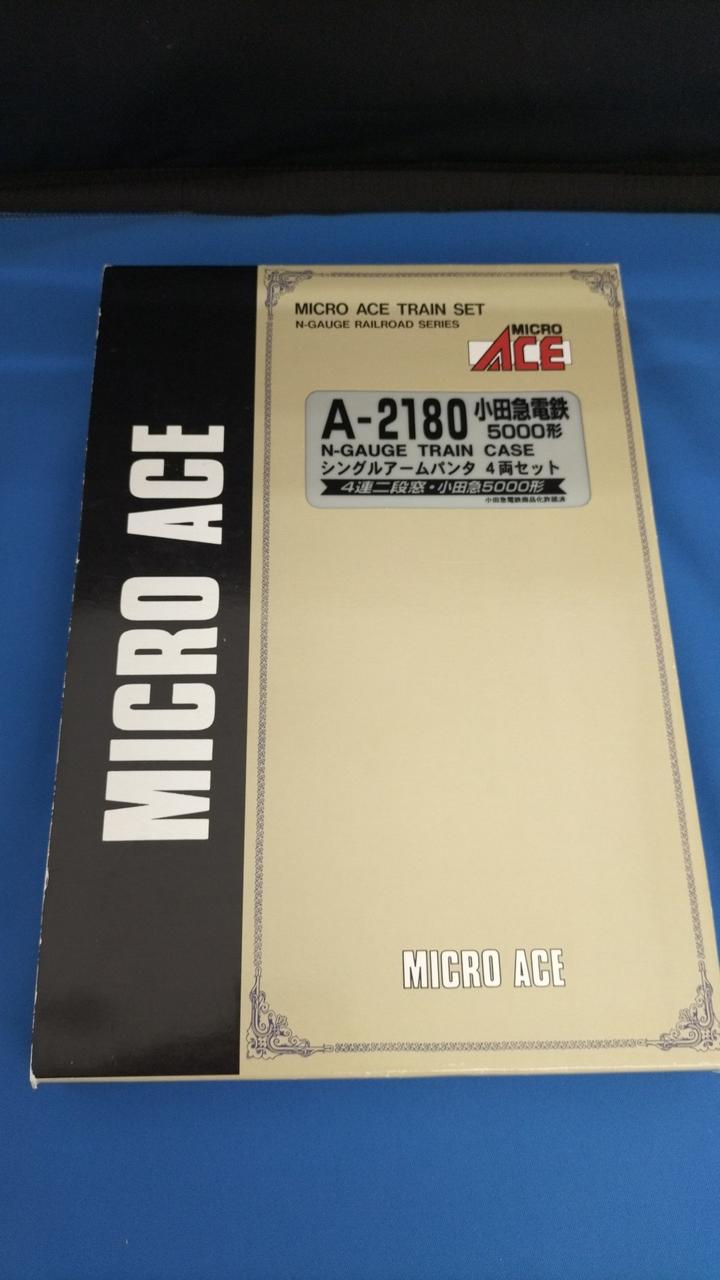 MICRO ACE
MICRO ACE TRAIN SET
N-GAUGE RAILROAD SERIES
MICRO
ACE
A-2180 小田急電鉄
5000形
N-GAUGE TRAIN CASE
シングルアームパンタ 4両セット
4連二段窓・小田急5000形
小田急電鉄商品化許諾済
MICRO ACE